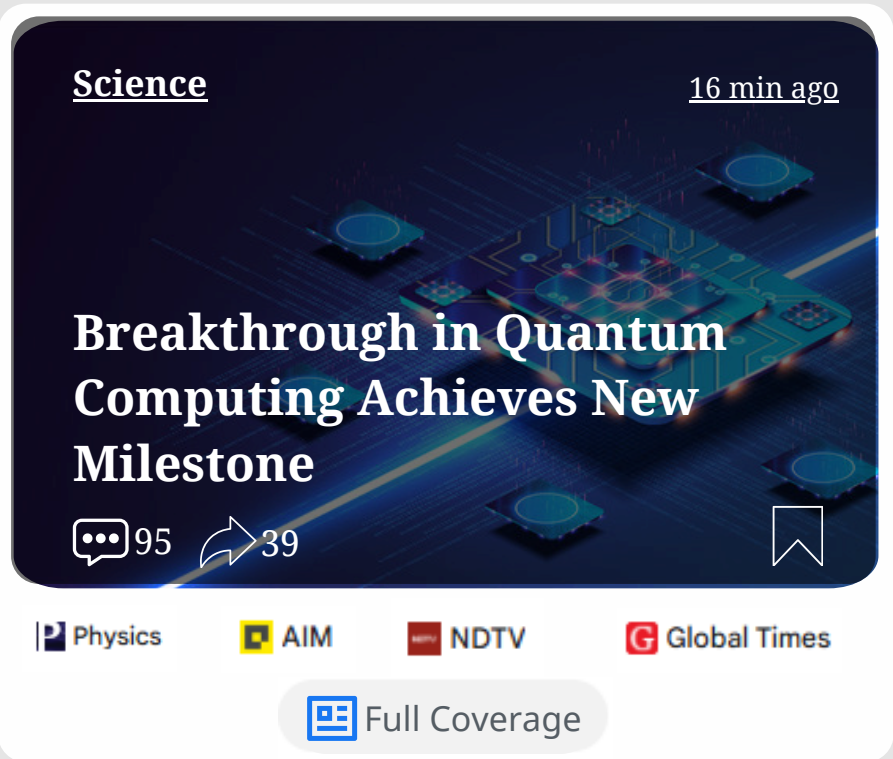 Science
16 min ago
Breakthrough in Quantum
Computing Achieves New
Milestone
95
39
Physics
AIM
NDTV
Global Times
Full Coverage